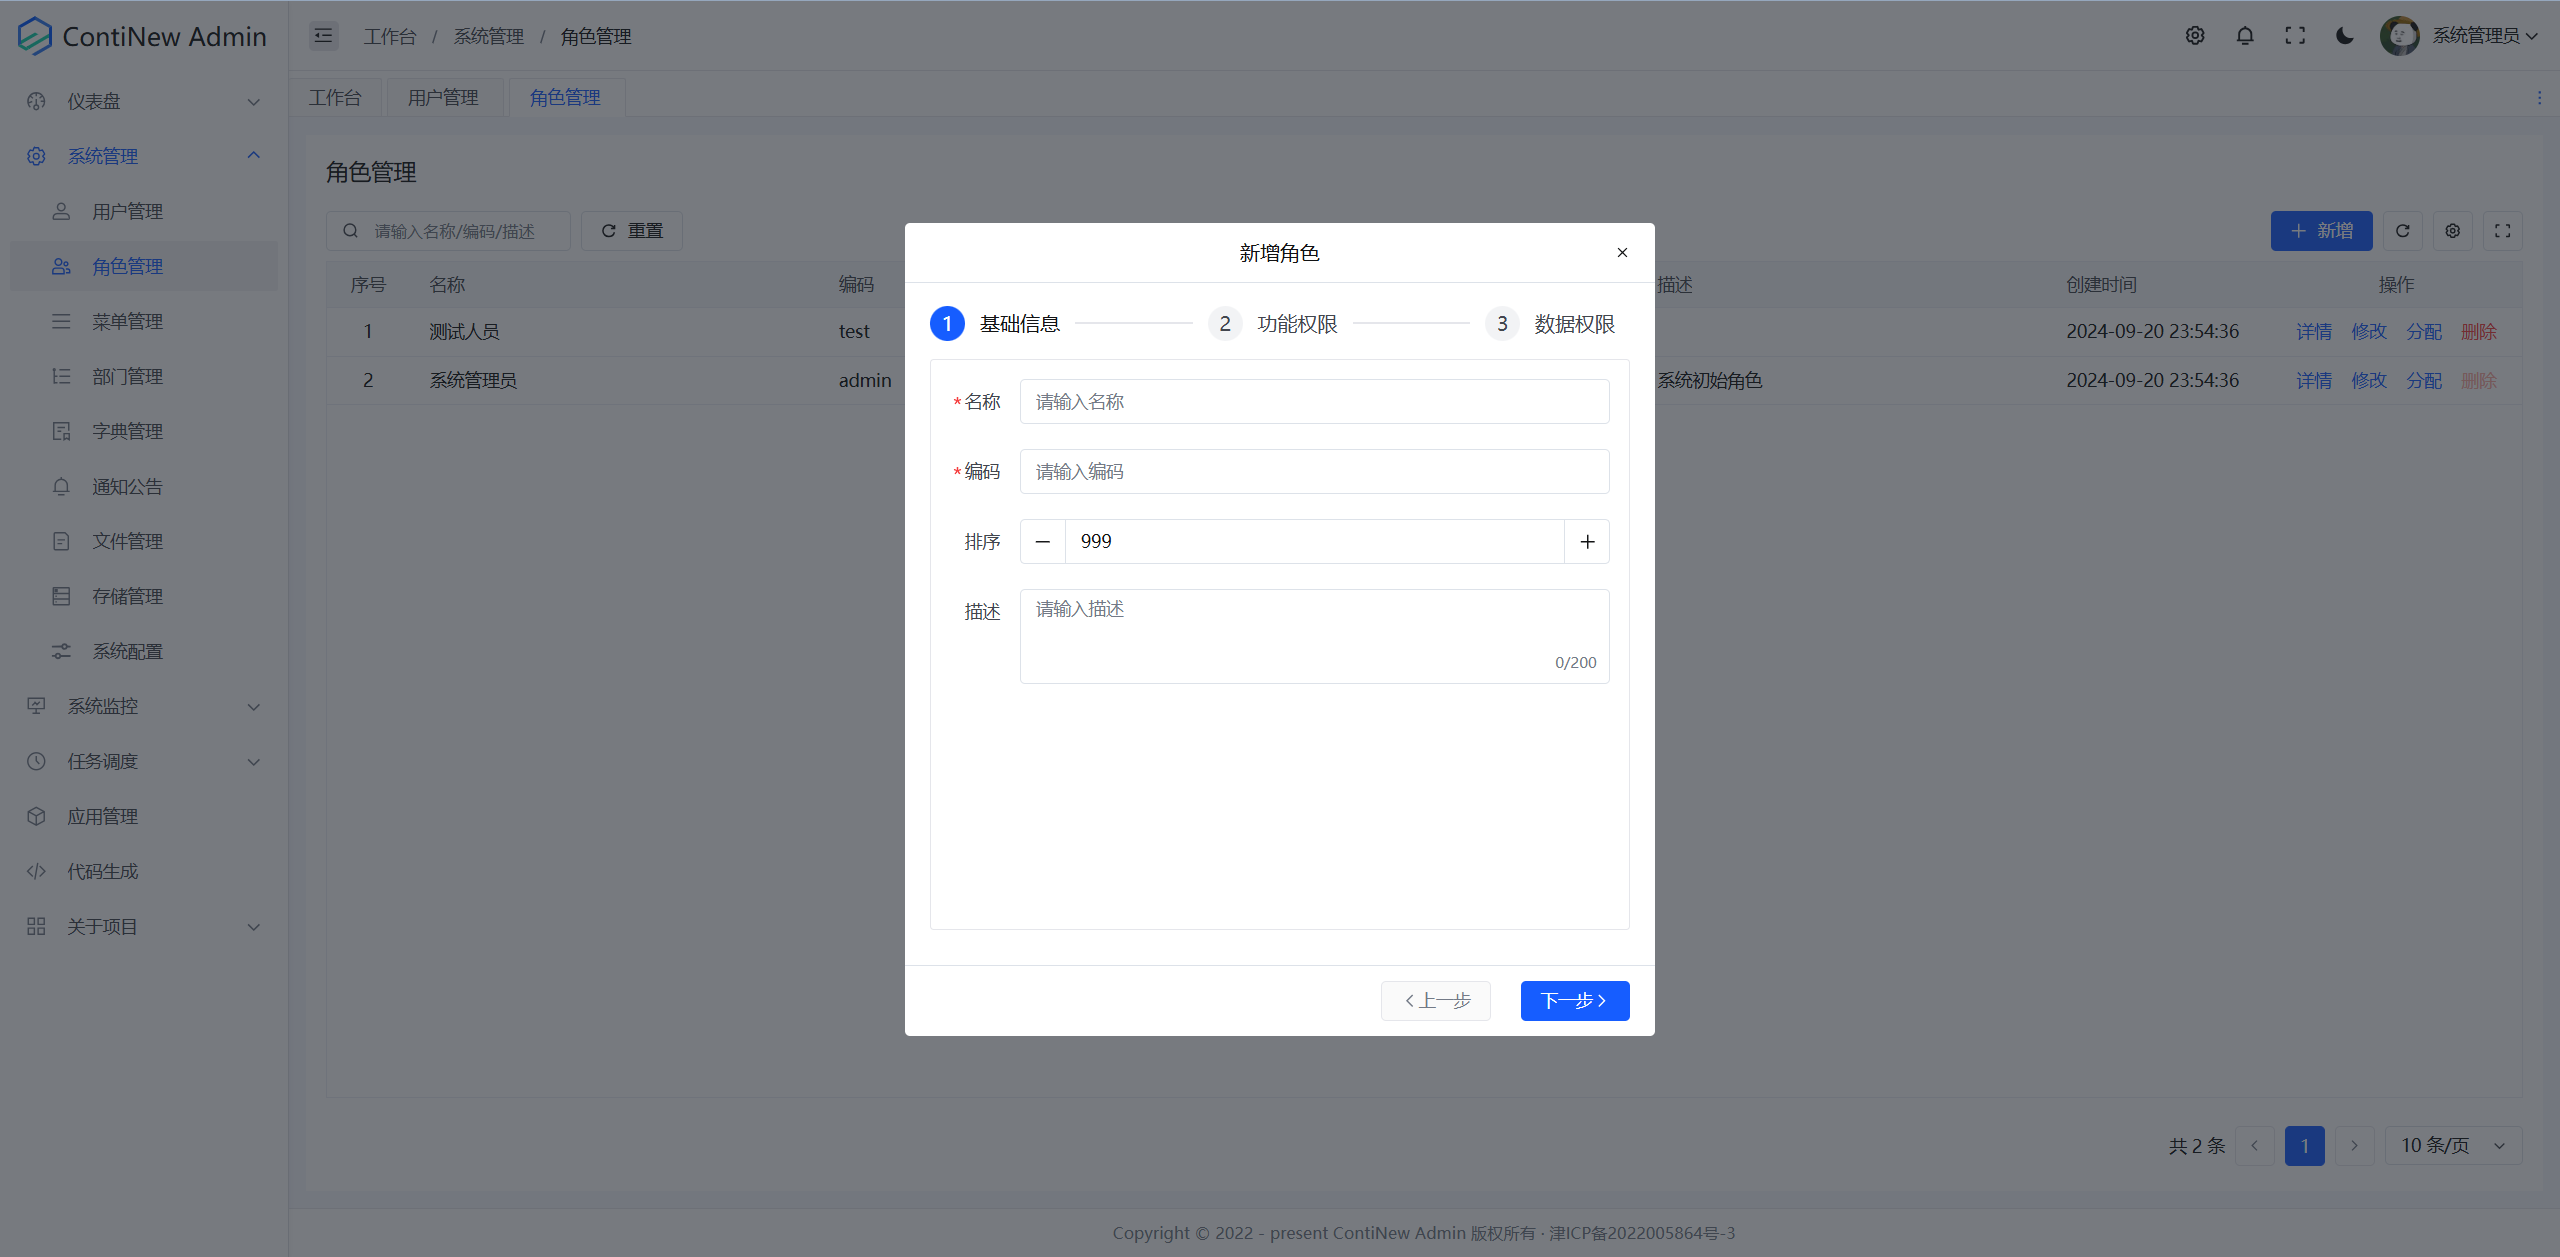 ContiNew Admin
工作台 / 系统管理 / 角色管理
系统管理员
仪表盘
系统管理
用户管理
角色管理
菜单管理
部门管理
字典管理
通知公告
文件管理
存储管理
系统配置
系统监控
任务调度
应用管理
代码生成
关于项目
工作台 用户管理 角色管理
角色管理
请输入名称/编码/描述 重置
新增
序号 名称 编码 描述 创建时间 操作
1 测试人员 test 2024-09-20 23:54:36 详情 修改 分配 删除
2 系统管理员 admin 系统初始角色 2024-09-20 23:54:36 详情 修改 分配 删除
新增角色
1 基础信息 2 功能权限 3 数据权限
*名称 请输入名称
*编码 请输入编码
排序 999
描述 请输入描述
0/200
上一步 下一步
共 2 条 1 10 条/页
Copyright © 2022 - present ContiNew Admin 版权所有 · 津ICP备2022005864号-3